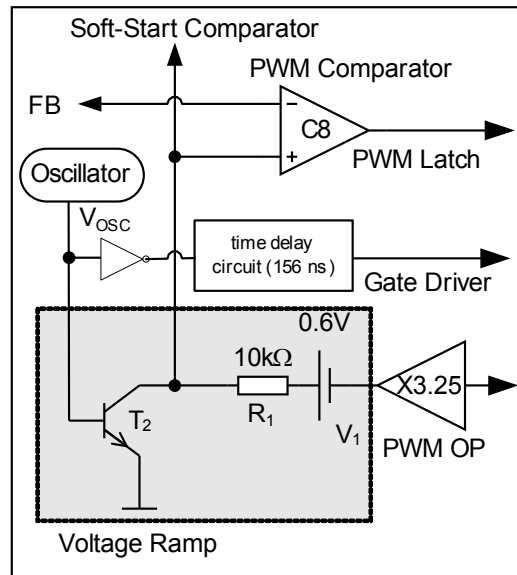 Soft-Start Comparator
PWM Comparator
FB
−
C8
+
PWM Latch
Oscillator
VOSC
time delay
circuit (156 ns)
Gate Driver
0.6V
10kΩ
X3.25
T2
R1
V1
PWM OP
Voltage Ramp